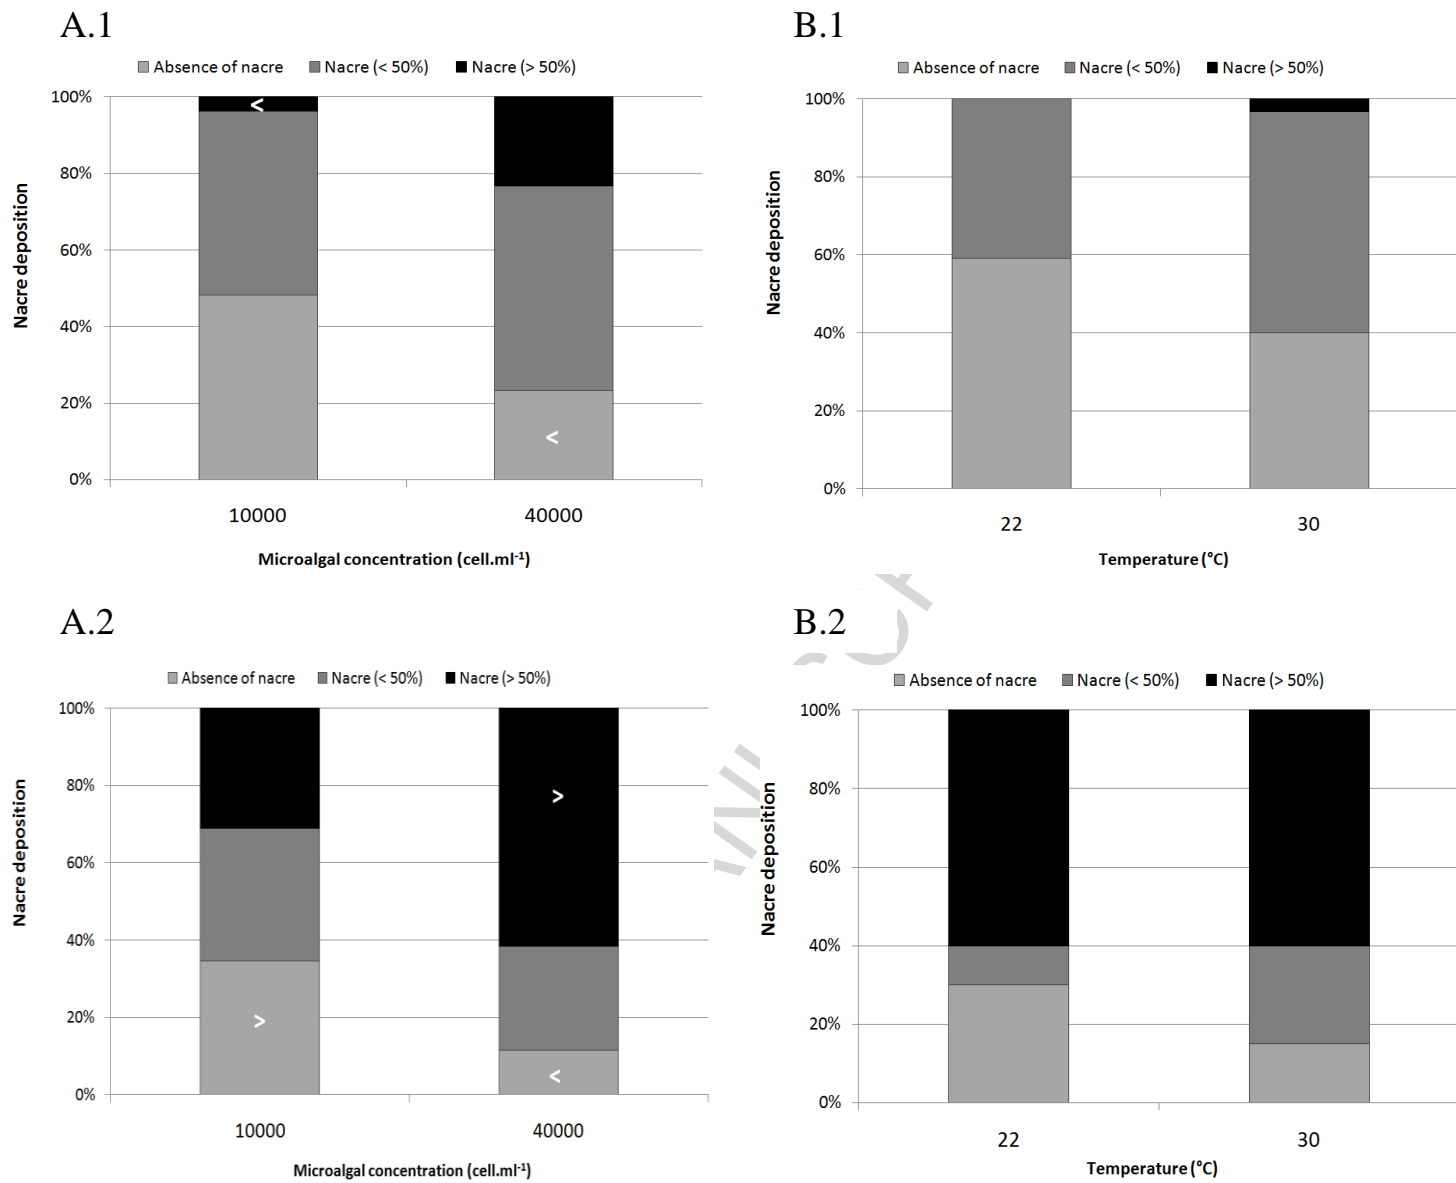 A.1
Absence of nacre Nacre (< 50%) Nacre (> 50%)
100%
80%
60%
40%
20%
0%
Nacre deposition
<
<
10000 40000
Microalgal concentration (cell.ml⁻¹)
B.1
Absence of nacre Nacre (< 50%) Nacre (> 50%)
100%
80%
60%
40%
20%
0%
Nacre deposition
22 30
Temperature (°C)
A.2
Absence of nacre Nacre (< 50%) Nacre (> 50%)
100%
80%
60%
40%
20%
0%
Nacre deposition
>
>
<
10000 40000
Microalgal concentration (cell.ml⁻¹)
B.2
Absence of nacre Nacre (< 50%) Nacre (> 50%)
100%
80%
60%
40%
20%
0%
Nacre deposition
22 30
Temperature (°C)